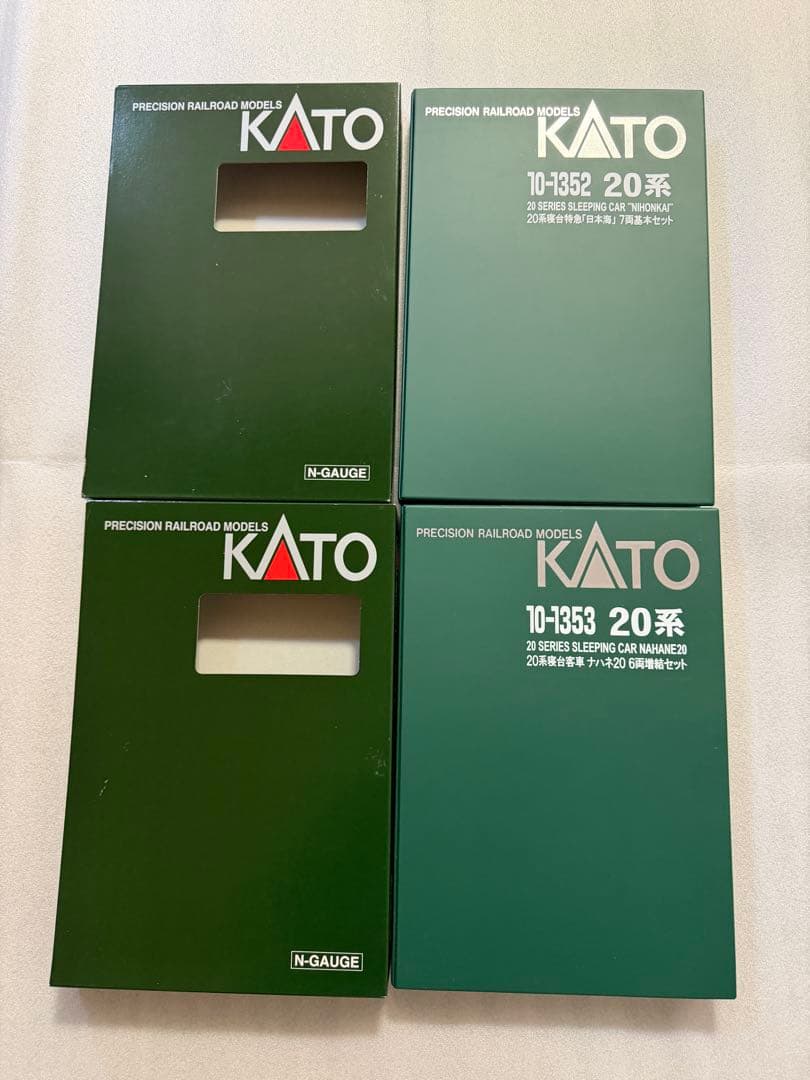 PRECISION RAILROAD MODELS
KATO
N-GAUGE
PRECISION RAILROAD MODELS
KATO
10-1352 20系
20 SERIES SLEEPING CAR "NIHONKAI"
20系寝台特急「日本海」7両基本セット
PRECISION RAILROAD MODELS
KATO
N-GAUGE
PRECISION RAILROAD MODELS
KATO
10-1353 20系
20 SERIES SLEEPING CAR NAHANE20
20系寝台客車 ナハネ20 6両増結セット